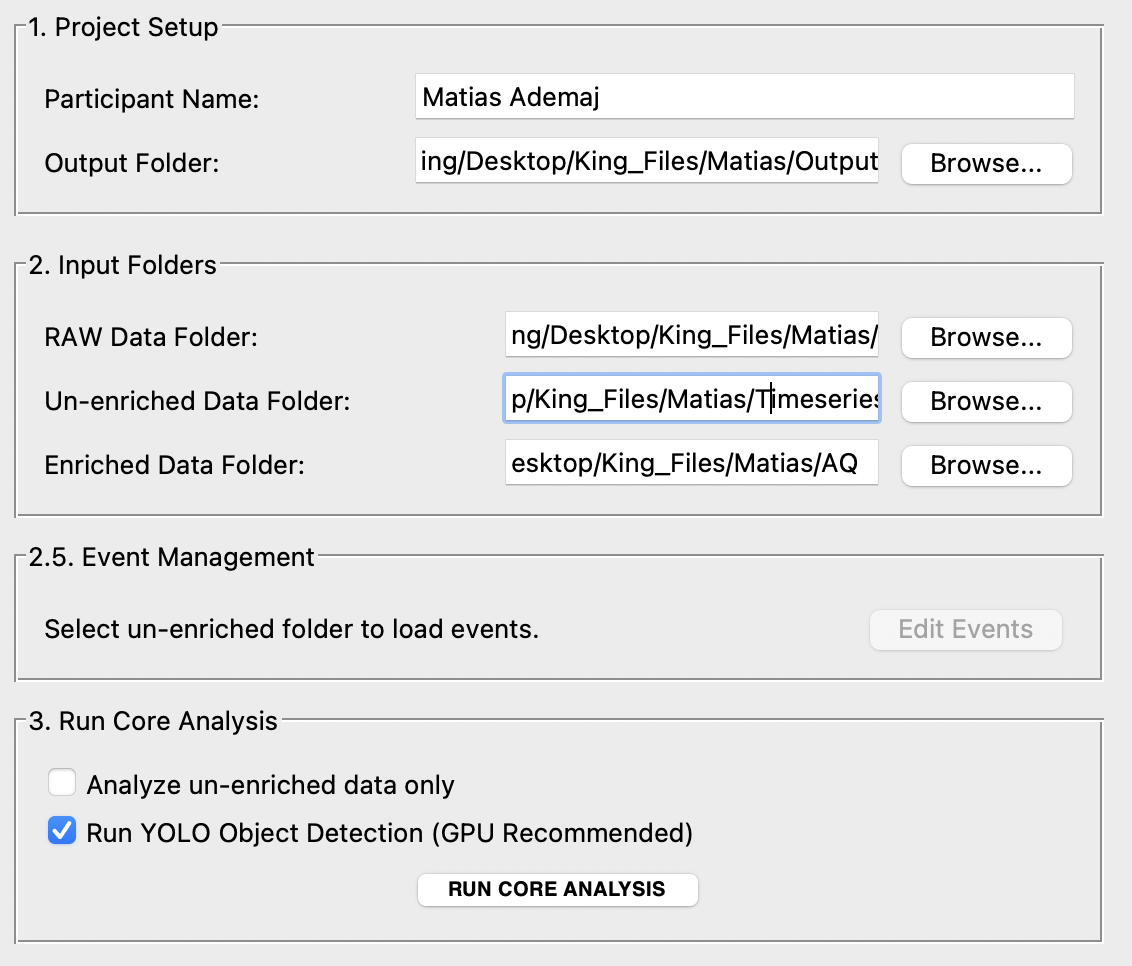 1. Project Setup
Participant Name: Matias Ademaj
Output Folder: ing/Desktop/King_Files/Matias/Output Browse...
2. Input Folders
RAW Data Folder: ng/Desktop/King_Files/Matias/ Browse...
Un-enriched Data Folder: p/King_Files/Matias/Timeseries Browse...
Enriched Data Folder: esktop/King_Files/Matias/AQ Browse...
2.5. Event Management
Select un-enriched folder to load events. Edit Events
3. Run Core Analysis
Analyze un-enriched data only
Run YOLO Object Detection (GPU Recommended)
RUN CORE ANALYSIS